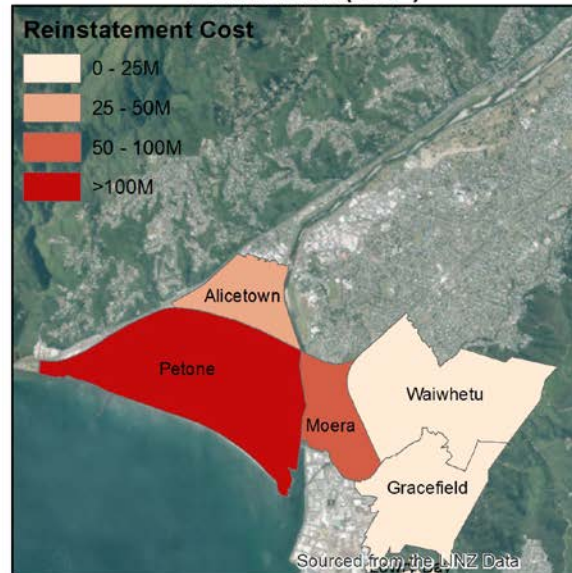 Reinstatement Cost
0 - 25M
25 - 50M
50 - 100M
>100M
Alicetown
Petone
Moera
Waiwhetu
Gracefield
Sourced from the LINZ Data